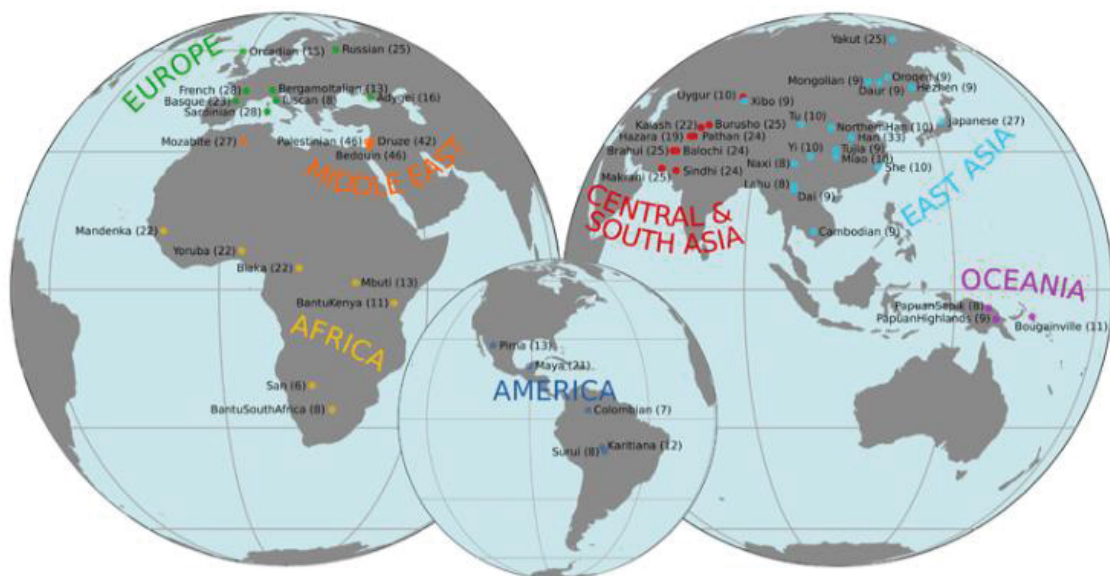 EUROPE
Orcadian (15)
Russian (25)
French (28)
BergamoItalian (13)
Basque (23)
Tuscan (8)
Adygei (16)
Sardinian (28)
Mozabite (27)
Palestinian (46)
Druze (42)
Bedouin (46)
MIDDLE EAST
Mandenka (22)
Yoruba (22)
Biaka (22)
Mbuti (13)
BantuKenya (11)
AFRICA
San (6)
BantuSouthAfrica (8)
Pima (13)
Maya (21)
AMERICA
Colombian (7)
Karitiana (12)
Surui (8)
Yakut (25)
Mongolian (9)
Oroqen (9)
Daur (9)
Hezhen (9)
Uygur (10)
Xibo (9)
Kalash (22)
Burusho (25)
Tu (10)
NorthernHan (10)
Japanese (27)
Hazara (19)
Pathan (24)
Han (33)
Brahui (25)
Balochi (24)
Yi (10)
Tujia (9)
Miao (10)
Naxi (8)
She (10)
Makrani (25)
Sindhi (24)
Lahu (8)
Dai (9)
EAST ASIA
CENTRAL &
SOUTH ASIA
Cambodian (9)
OCEANIA
PapuanSepik (8)
PapuanHighlands (9)
Bougainville (11)